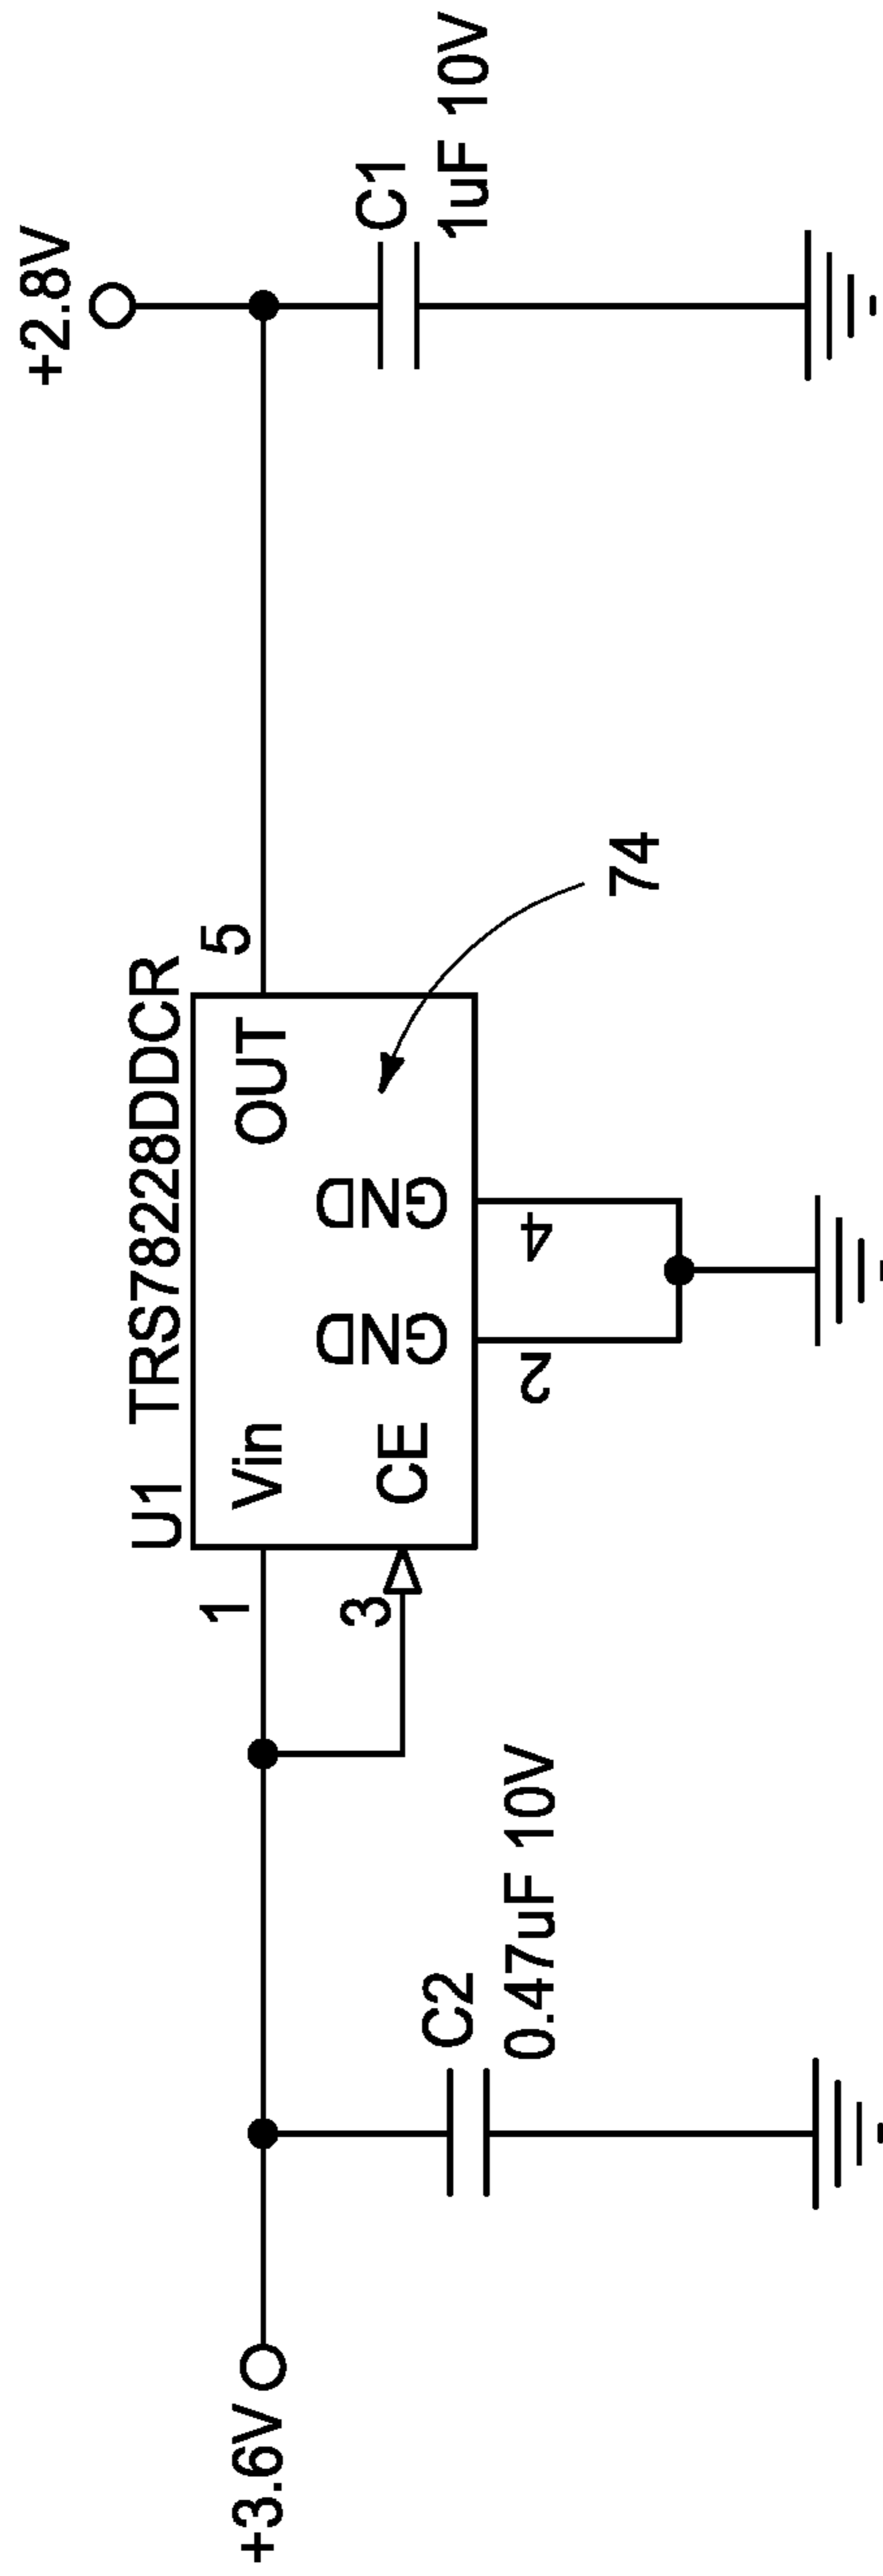 +3.6V
C2
0.47uF 10V
1
3
U1 TRS78228DDCR
Vin
CE
GND
GND
OUT
2
4
5
74
+2.8V
C1
1uF 10V